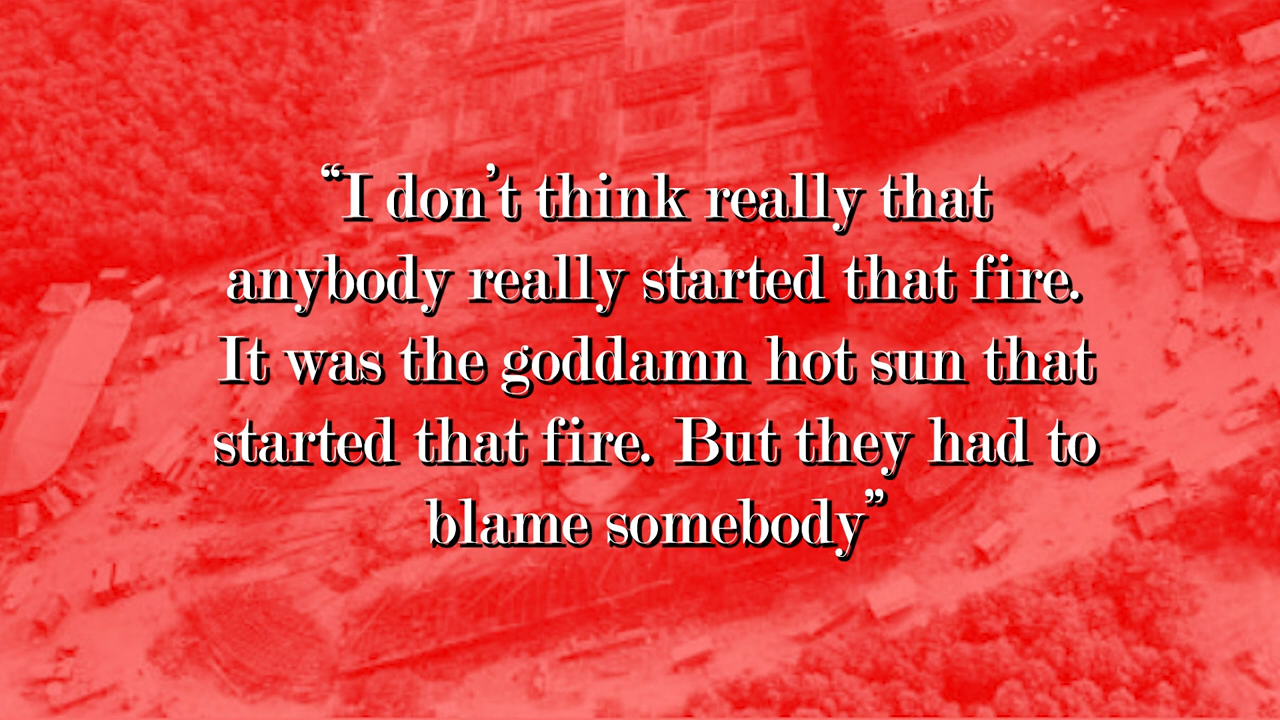 “I don’t think really that
anybody really started that fire.
It was the goddamn hot sun that
started that fire. But they had to
blame somebody”